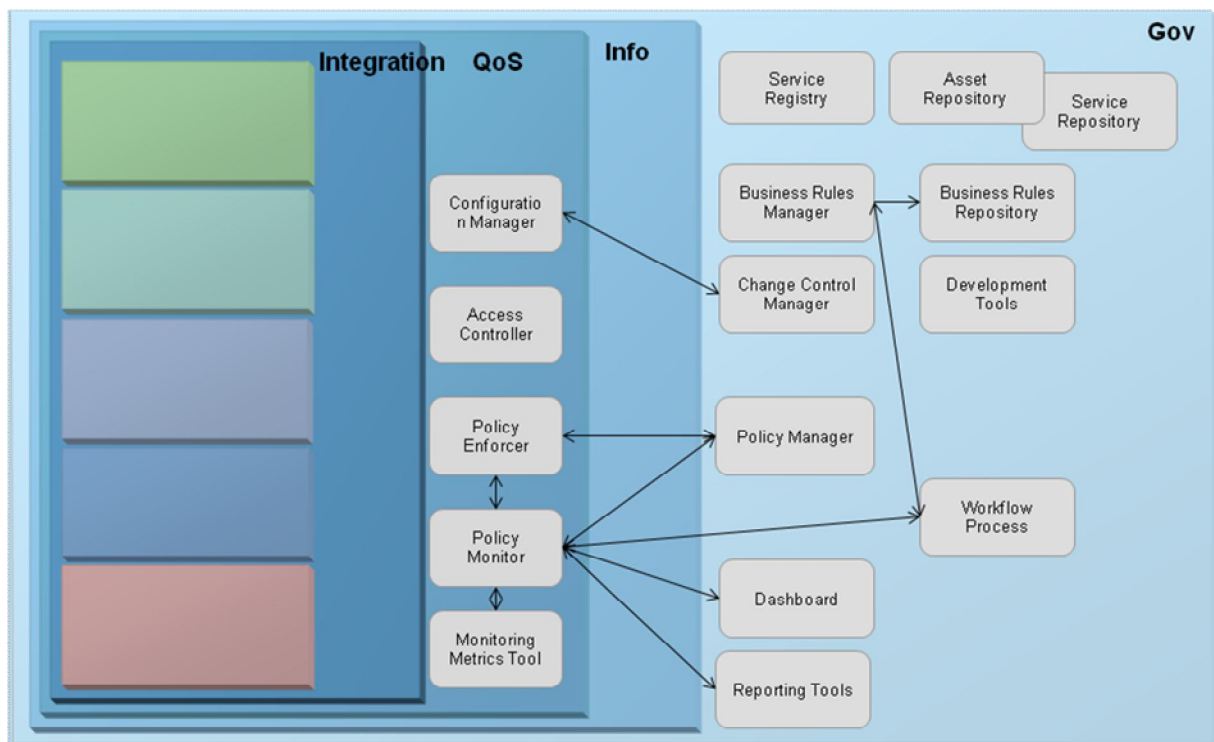 Gov
Info
Integration
QoS
Service
Registry
Asset
Repository
Service
Repository
Configuratio
n Manager
Business Rules
Manager
Business Rules
Repository
Change Control
Manager
Development
Tools
Access
Controller
Policy
Enforcer
Policy Manager
Policy
Monitor
Workflow
Process
Dashboard
Monitoring
Metrics Tool
Reporting Tools